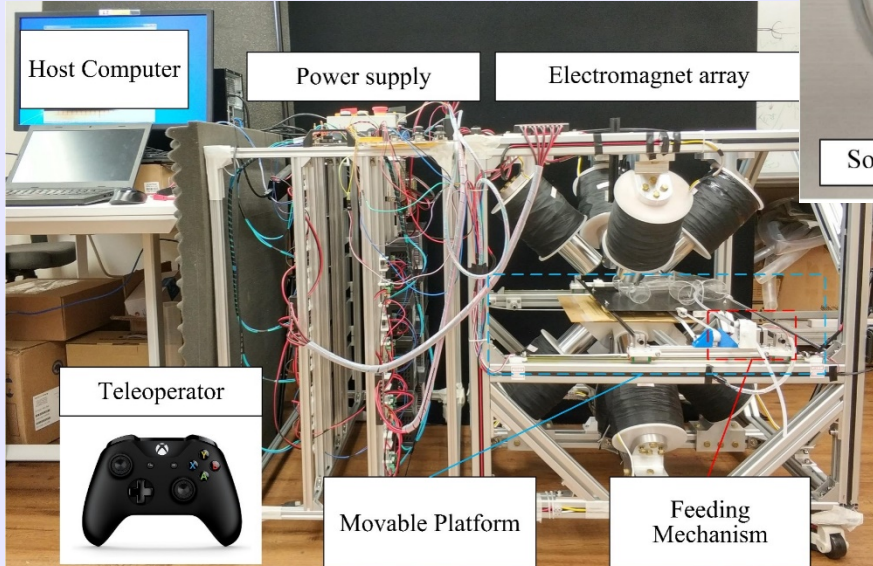 Host Computer
Power supply
Electromagnet array
So
Teleoperator
Movable Platform
Feeding
Mechanism